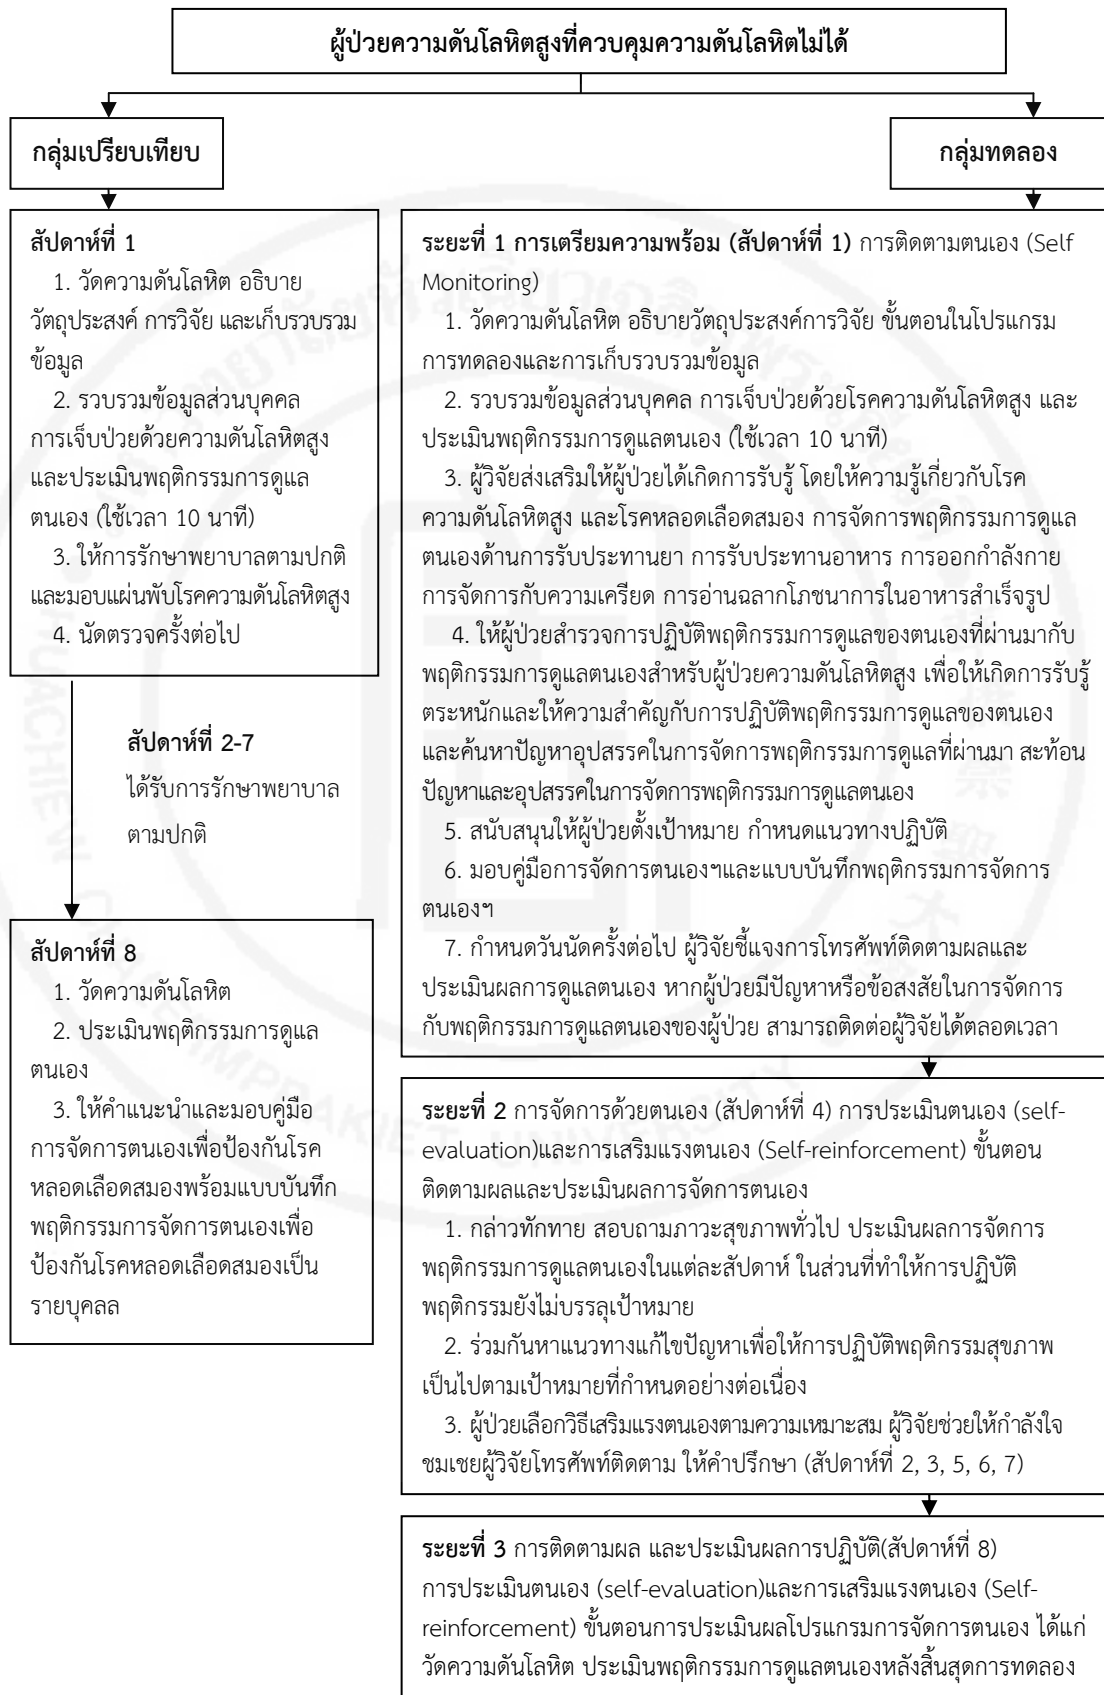 ผู้ป่วยความดันโลหิตสูงที่ควบคุมความดันโลหิตไม่ได้
กลุ่มเปรียบเทียบ
กลุ่มทดลอง
สัปดาห์ที่ 1
1. วัดความดันโลหิต อธิบาย
วัตถุประสงค์ การวิจัย และเก็บรวบรวม
ข้อมูล
2. รวบรวมข้อมูลส่วนบุคคล
การเจ็บป่วยด้วยความดันโลหิตสูง
และประเมินพฤติกรรมการดูแล
ตนเอง (ใช้เวลา 10 นาที)
3. ให้การรักษาพยาบาลตามปกติ
และมอบแผ่นพับโรคความดันโลหิตสูง
4. นัดตรวจครั้งต่อไป
สัปดาห์ที่ 2-7
ได้รับการรักษาพยาบาล
ตามปกติ
สัปดาห์ที่ 8
1. วัดความดันโลหิต
2. ประเมินพฤติกรรมการดูแล
ตนเอง
3. ให้คำแนะนำและมอบคู่มือ
การจัดการตนเองเพื่อป้องกันโรค
หลอดเลือดสมองพร้อมแบบบันทึก
พฤติกรรมการจัดการตนเองเพื่อ
ป้องกันโรคหลอดเลือดสมองเป็น
รายบุคลล
ระยะที่ 1 การเตรียมความพร้อม (สัปดาห์ที่ 1) การติดตามตนเอง (Self
Monitoring)
1. วัดความดันโลหิต อธิบายวัตถุประสงค์การวิจัย ขั้นตอนในโปรแกรม
การทดลองและการเก็บรวบรวมข้อมูล
2. รวบรวมข้อมูลส่วนบุคคล การเจ็บป่วยด้วยโรคความดันโลหิตสูง และ
ประเมินพฤติกรรมการดูแลตนเอง (ใช้เวลา 10 นาที)
3. ผู้วิจัยส่งเสริมให้ผู้ป่วยได้เกิดการรับรู้ โดยให้ความรู้เกี่ยวกับโรค
ความดันโลหิตสูง และโรคหลอดเลือดสมอง การจัดการพฤติกรรมการดูแล
ตนเองด้านการรับประทานยา การรับประทานอาหาร การออกกำลังกาย
การจัดการกับความเครียด การอ่านฉลากโภชนาการในอาหารสำเร็จรูป
4. ให้ผู้ป่วยสำรวจการปฏิบัติพฤติกรรมการดูแลของตนเองที่ผ่านมากับ
พฤติกรรมการดูแลตนเองสำหรับผู้ป่วยความดันโลหิตสูง เพื่อให้เกิดการรับรู้
ตระหนักและให้ความสำคัญกับการปฏิบัติพฤติกรรมการดูแลของตนเอง
และค้นหาปัญหาอุปสรรคในการจัดการพฤติกรรมการดูแลที่ผ่านมา สะท้อน
ปัญหาและอุปสรรคในการจัดการพฤติกรรมการดูแลตนเอง
5. สนับสนุนให้ผู้ป่วยตั้งเป้าหมาย กำหนดแนวทางปฏิบัติ
6. มอบคู่มือการจัดการตนเองฯและแบบบันทึกพฤติกรรมการจัดการ
ตนเองฯ
7. กำหนดวันนัดครั้งต่อไป ผู้วิจัยชี้แจงการโทรศัพท์ติดตามผลและ
ประเมินผลการดูแลตนเอง หากผู้ป่วยมีปัญหาหรือข้อสงสัยในการจัดการ
กับพฤติกรรมการดูแลตนเองของผู้ป่วย สามารถติดต่อผู้วิจัยได้ตลอดเวลา
ระยะที่ 2 การจัดการด้วยตนเอง (สัปดาห์ที่ 4) การประเมินตนเอง (self-
evaluation)และการเสริมแรงตนเอง (Self-reinforcement) ขั้นตอน
ติดตามผลและประเมินผลการจัดการตนเอง
1. กล่าวทักทาย สอบถามภาวะสุขภาพทั่วไป ประเมินผลการจัดการ
พฤติกรรมการดูแลตนเองในแต่ละสัปดาห์ ในส่วนที่ทำให้การปฏิบัติ
พฤติกรรมยังไม่บรรลุเป้าหมาย
2. ร่วมกันหาแนวทางแก้ไขปัญหาเพื่อให้การปฏิบัติพฤติกรรมสุขภาพ
เป็นไปตามเป้าหมายที่กำหนดอย่างต่อเนื่อง
3. ผู้ป่วยเลือกวิธีเสริมแรงตนเองตามความเหมาะสม ผู้วิจัยช่วยให้กำลังใจ
ชมเชยผู้วิจัยโทรศัพท์ติดตาม ให้คำปรึกษา (สัปดาห์ที่ 2, 3, 5, 6, 7)
ระยะที่ 3 การติดตามผล และประเมินผลการปฏิบัติ(สัปดาห์ที่ 8)
การประเมินตนเอง (self-evaluation)และการเสริมแรงตนเอง (Self-
reinforcement) ขั้นตอนการประเมินผลโปรแกรมการจัดการตนเอง ได้แก่
วัดความดันโลหิต ประเมินพฤติกรรมการดูแลตนเองหลังสิ้นสุดการทดลอง